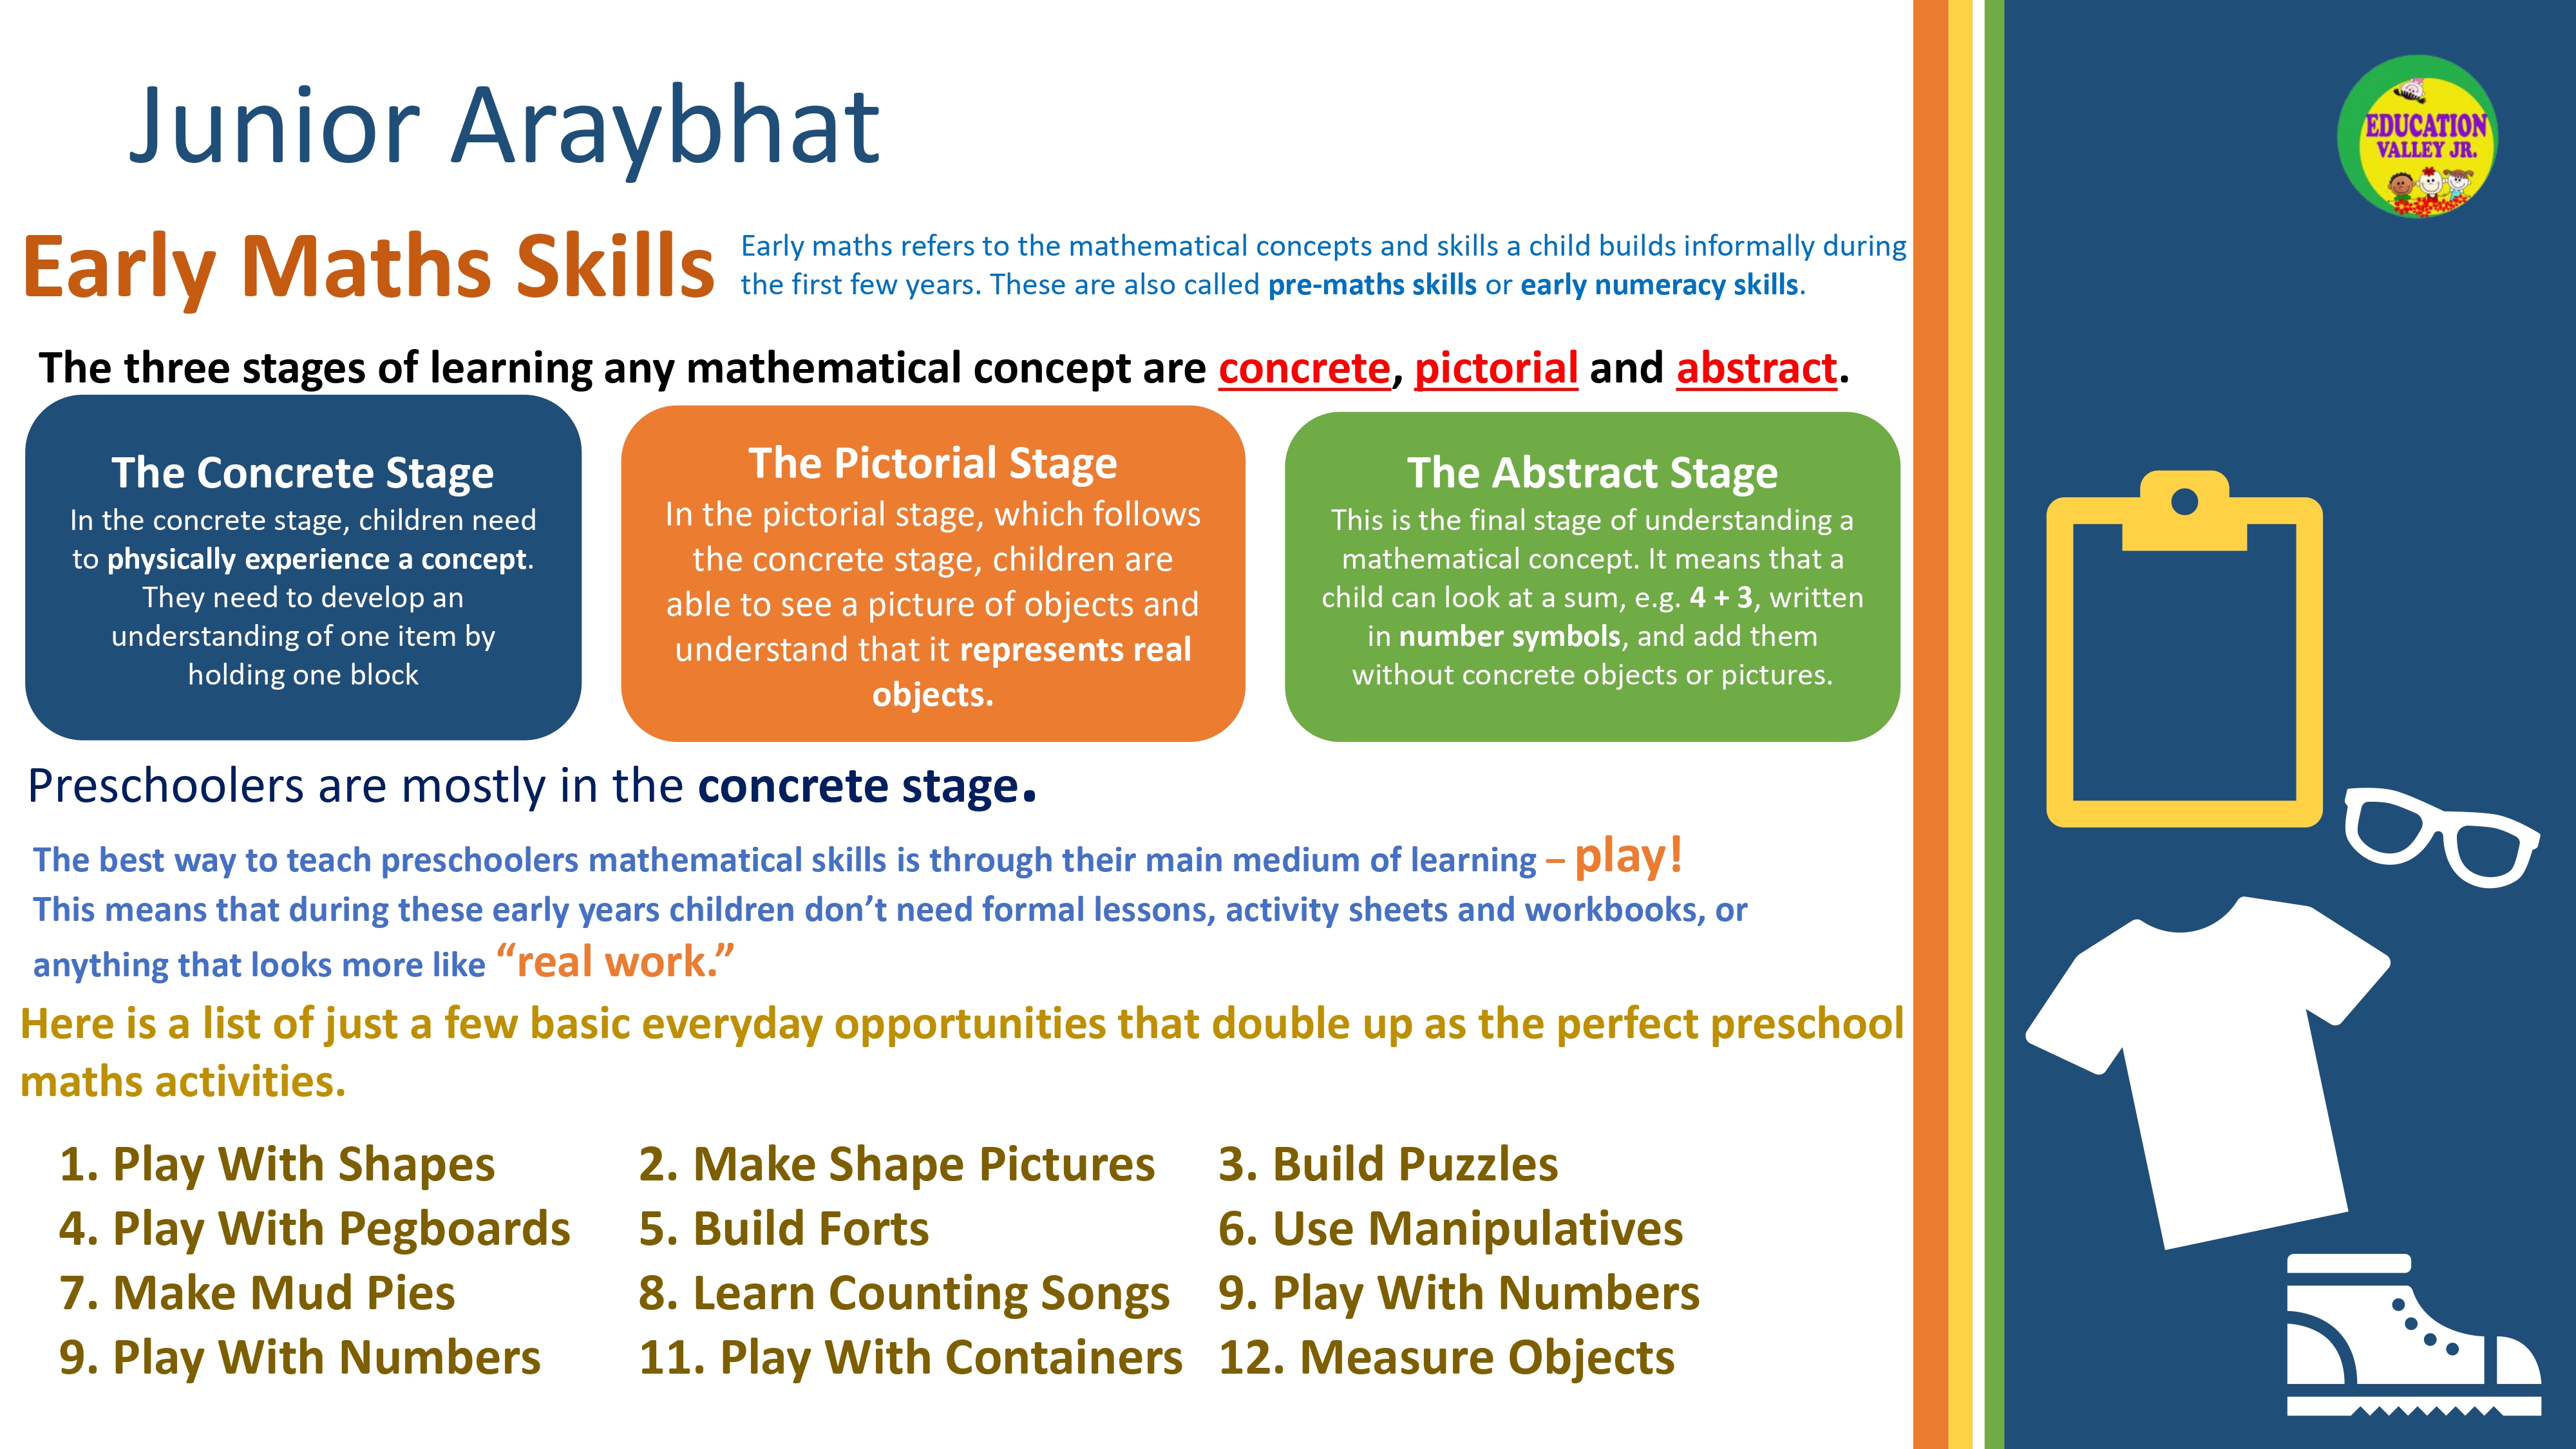 Junior Araybhat
EDUCATION
VALLEY JR.
Early Maths Skills
Early maths refers to the mathematical concepts and skills a child builds informally during
the first few years. These are also called pre-maths skills or early numeracy skills.
The three stages of learning any mathematical concept are concrete, pictorial and abstract.
The Concrete Stage
In the concrete stage, children need
to physically experience a concept.
They need to develop an
understanding of one item by
holding one block
The Pictorial Stage
In the pictorial stage, which follows
the concrete stage, children are
able to see a picture of objects and
understand that it represents real
objects.
The Abstract Stage
This is the final stage of understanding a
mathematical concept. It means that a
child can look at a sum, e.g. 4 + 3, written
in number symbols, and add them
without concrete objects or pictures.
Preschoolers are mostly in the concrete stage.
The best way to teach preschoolers mathematical skills is through their main medium of learning – play!
This means that during these early years children don’t need formal lessons, activity sheets and workbooks, or
anything that looks more like “real work.”
Here is a list of just a few basic everyday opportunities that double up as the perfect preschool
maths activities.
1. Play With Shapes 2. Make Shape Pictures 3. Build Puzzles
4. Play With Pegboards 5. Build Forts 6. Use Manipulatives
7. Make Mud Pies 8. Learn Counting Songs 9. Play With Numbers
9. Play With Numbers 11. Play With Containers 12. Measure Objects